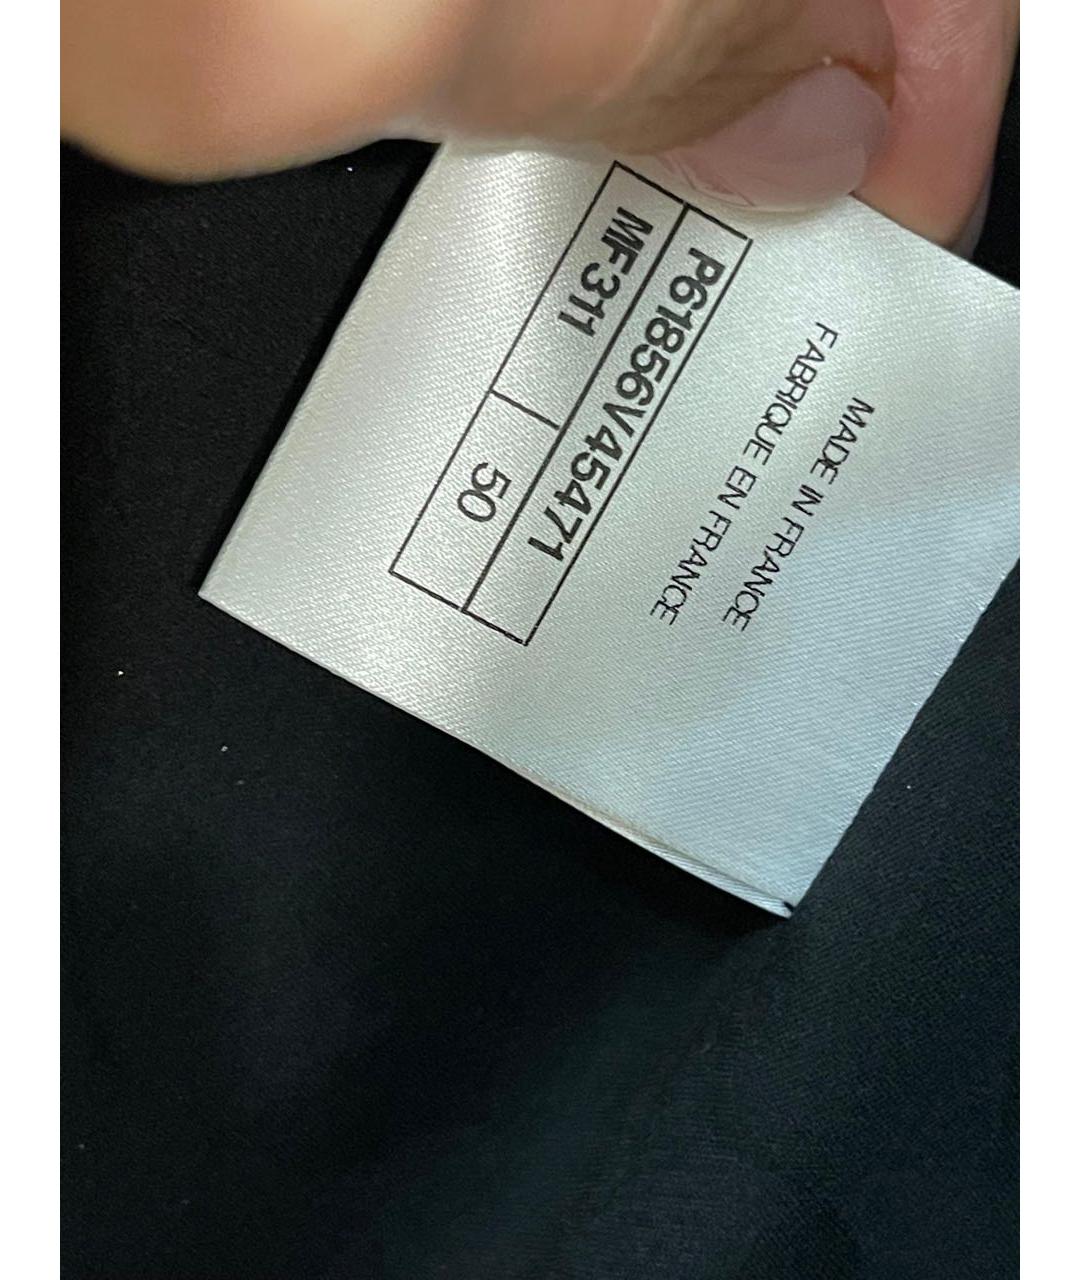 MADE IN FRANCE
FABRIQUE EN FRANCE
P61856V45471
MF311 50